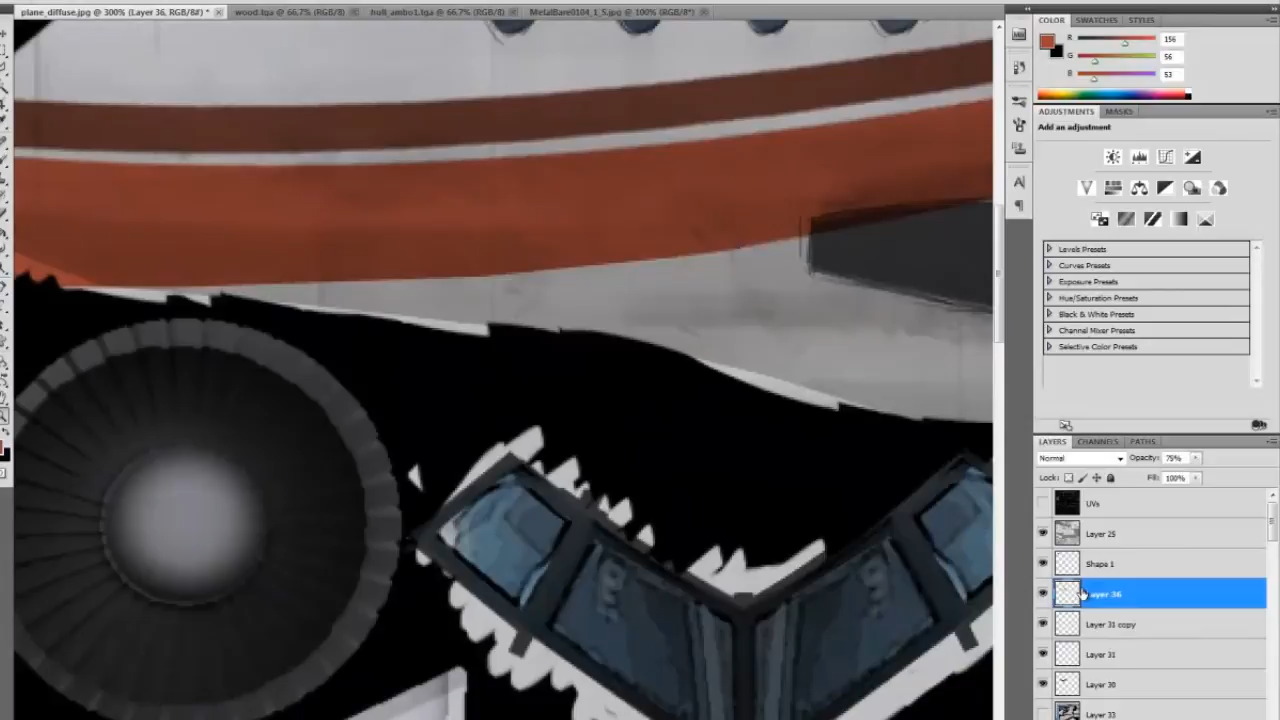 plane_diffuse.jpg @ 300% (Layer 36, RGB/8#) * wood.tga @ 66.7% (RGB/8) hull_ambo1.tga @ 66.7% (RGB/8) MetalBare0104_1_S.jpg @ 100% (RGB/8*)
COLOR SWATCHES STYLES
R 156
G 56
B 53
ADJUSTMENTS MASKS
Add an adjustment
Levels Presets
Curves Presets
Exposure Presets
Hue/Saturation Presets
Black & White Presets
Channel Mixer Presets
Selective Color Presets
LAYERS CHANNELS PATHS
Normal Opacity: 75%
Lock: Fill: 100%
UVs
Layer 25
Shape 1
Layer 36
Layer 31 copy
Layer 31
Layer 30
Layer 33